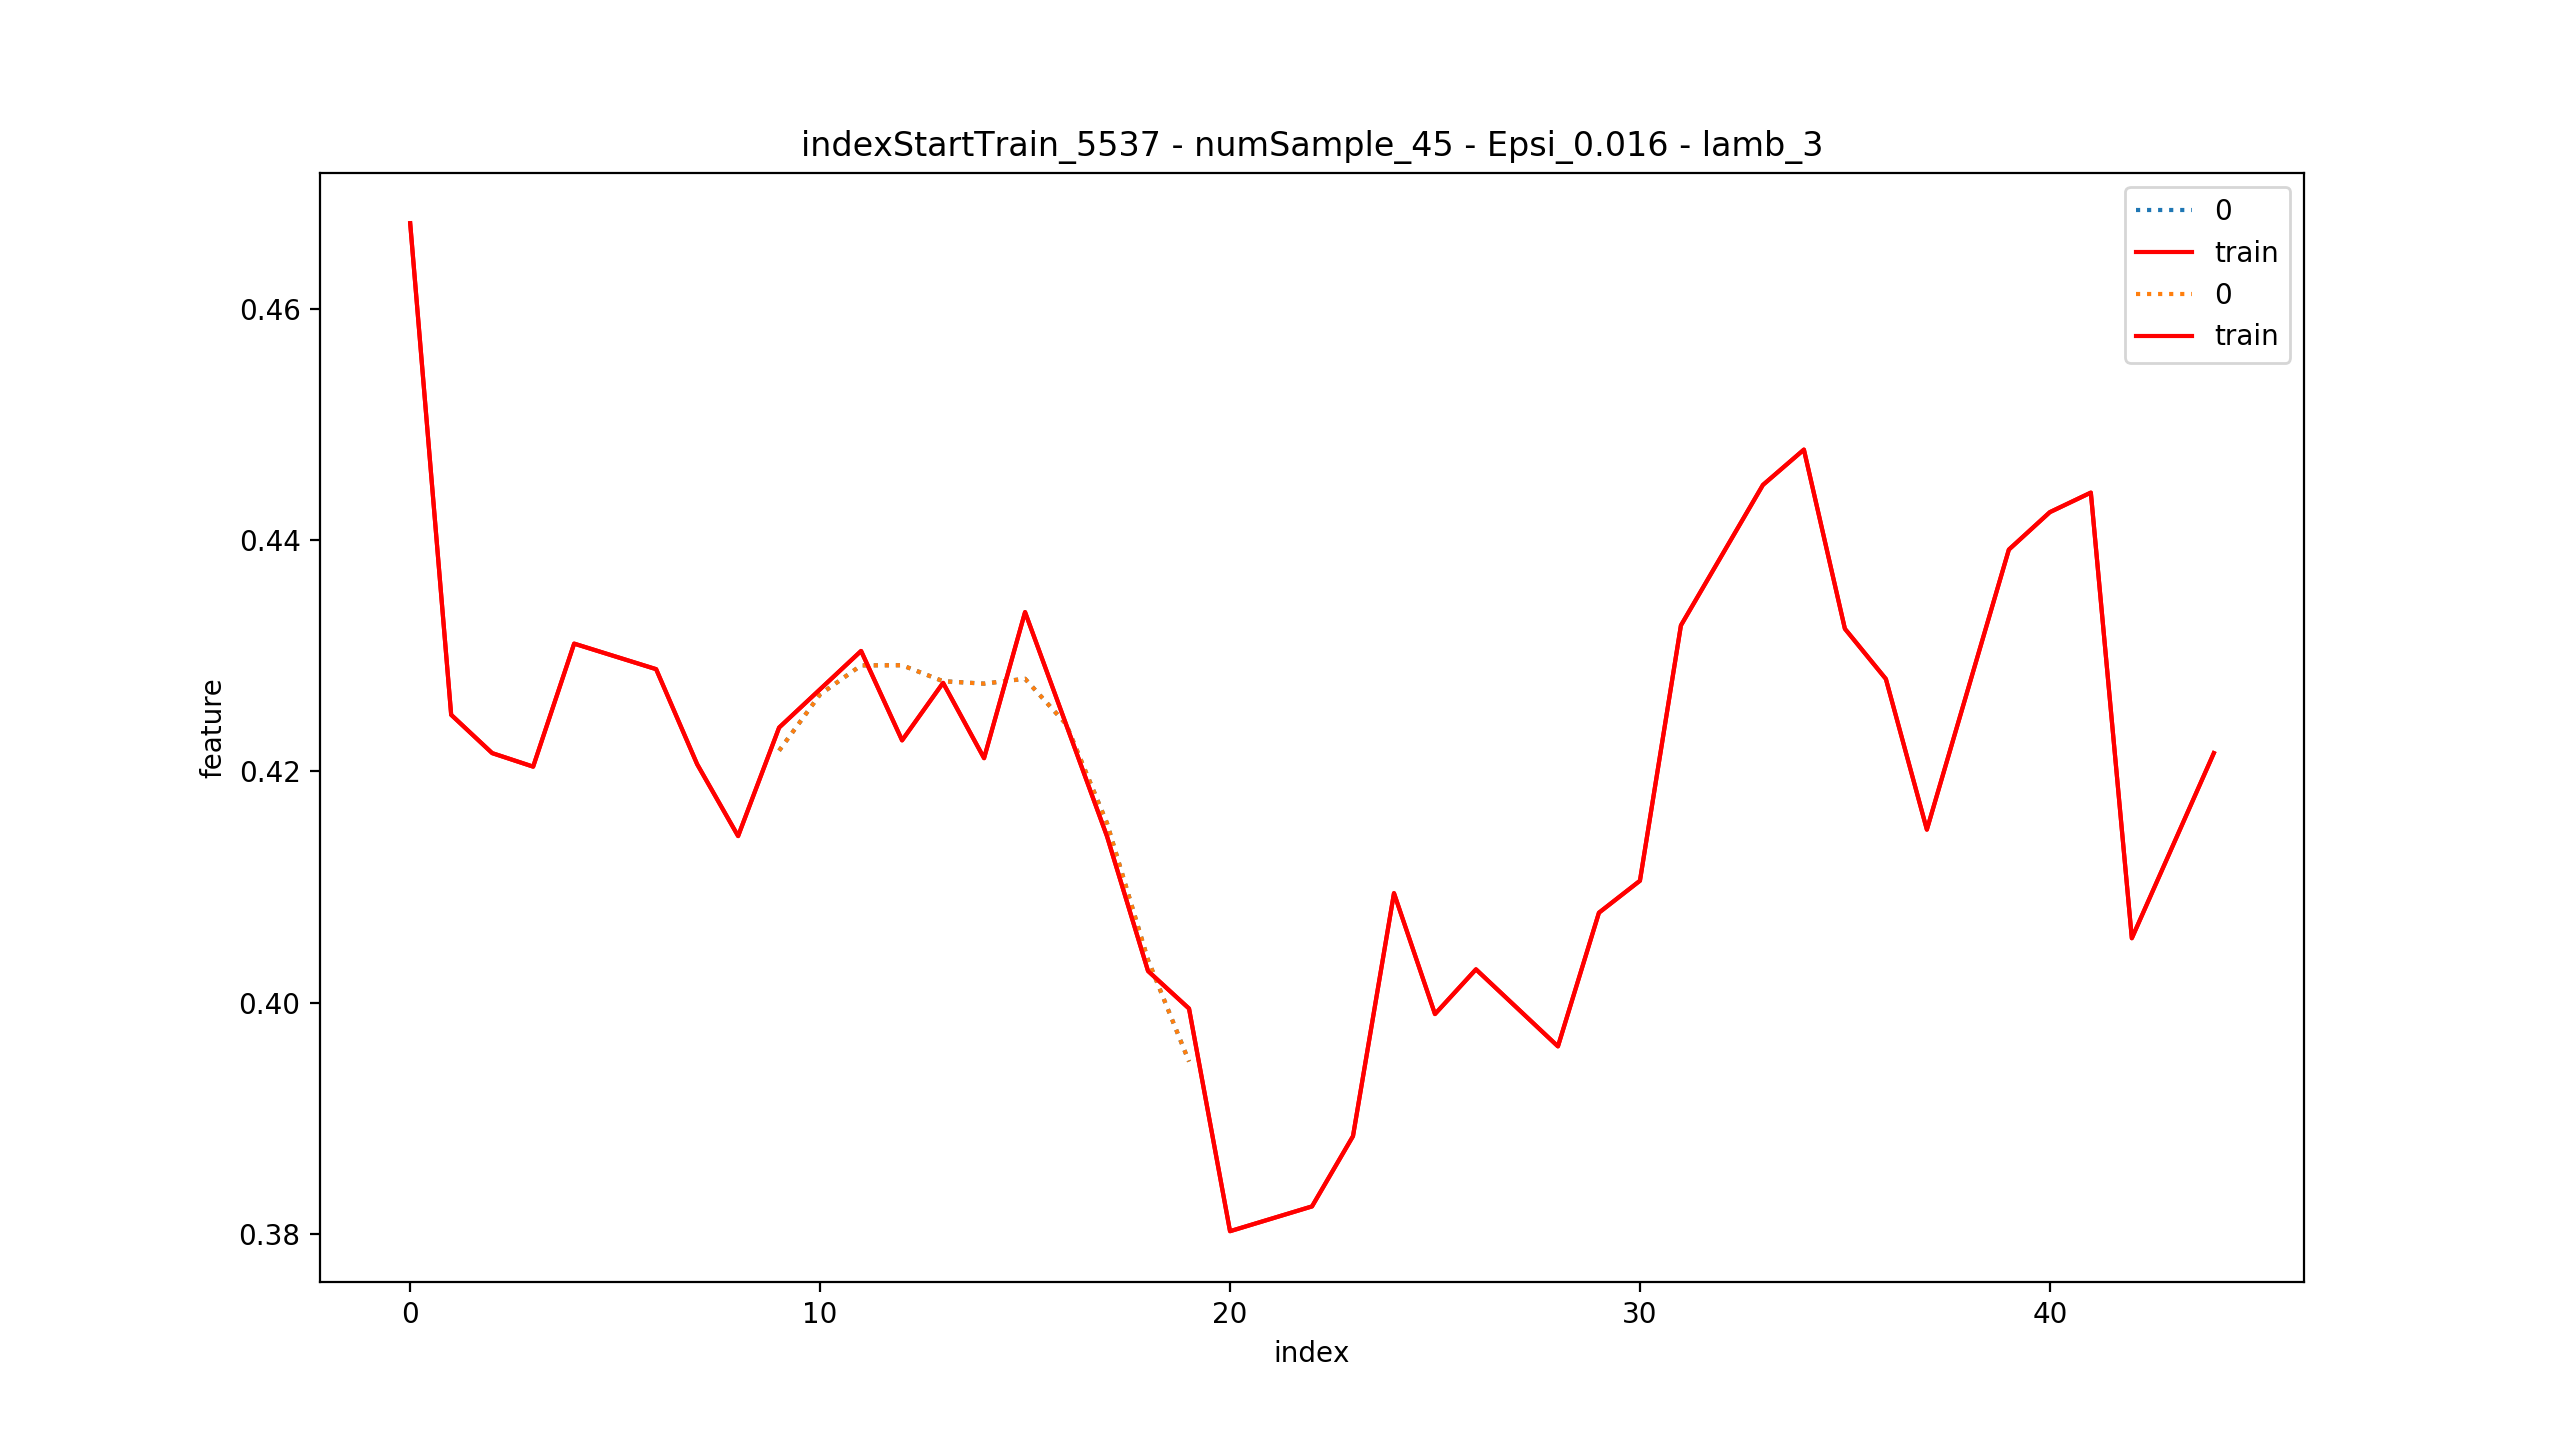 indexStartTrain_5537 - numSample_45 - Epsi_0.016 - lamb_3
0
train
0
train
0.46
0.44
0.42
0.40
0.38
feature
0 10 20 30 40
index